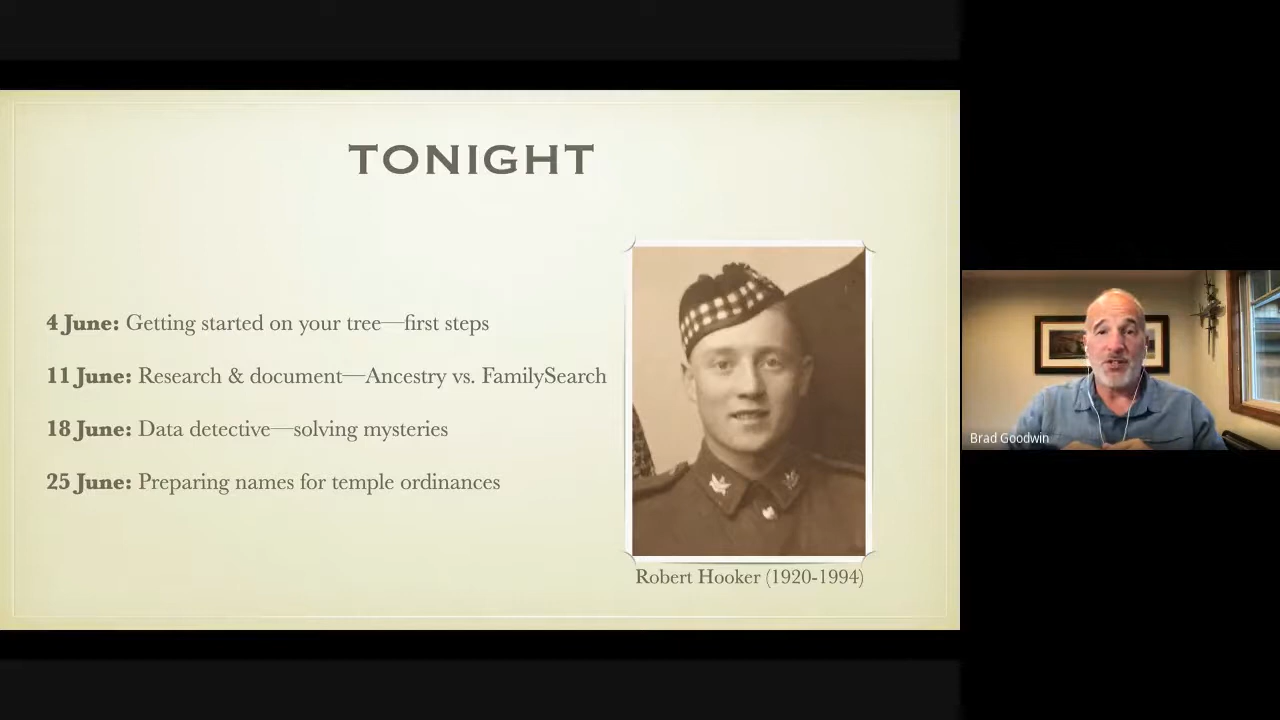 TONIGHT
4 June: Getting started on your tree—first steps
11 June: Research & document—Ancestry vs. FamilySearch
18 June: Data detective—solving mysteries
25 June: Preparing names for temple ordinances
Robert Hooker (1920-1994)
Brad Goodwin